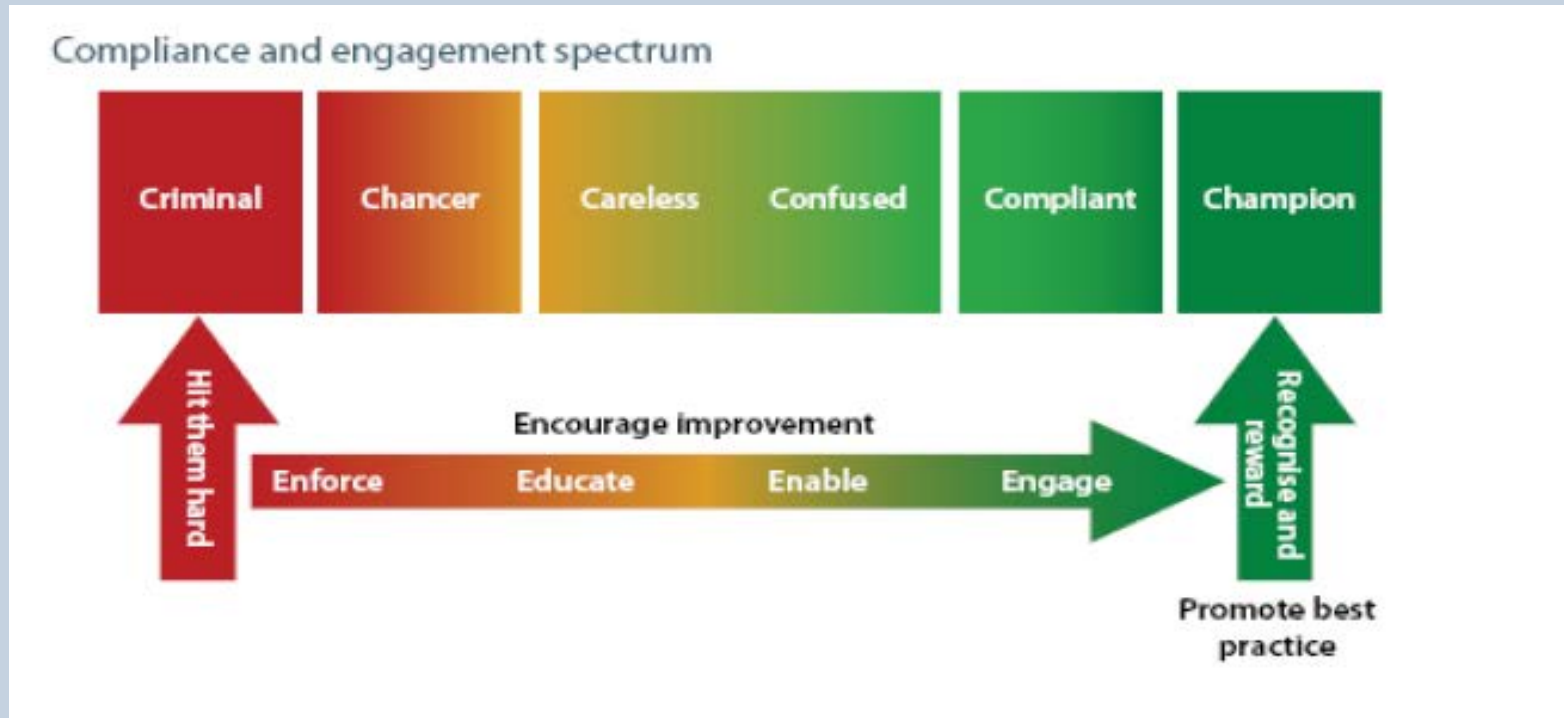 Compliance and engagement spectrum
Criminal
Chancer
Careless
Confused
Compliant
Champion
Hit them hard
Encourage improvement
Enforce
Educate
Enable
Engage
Recognise and
reward
Promote best
practice